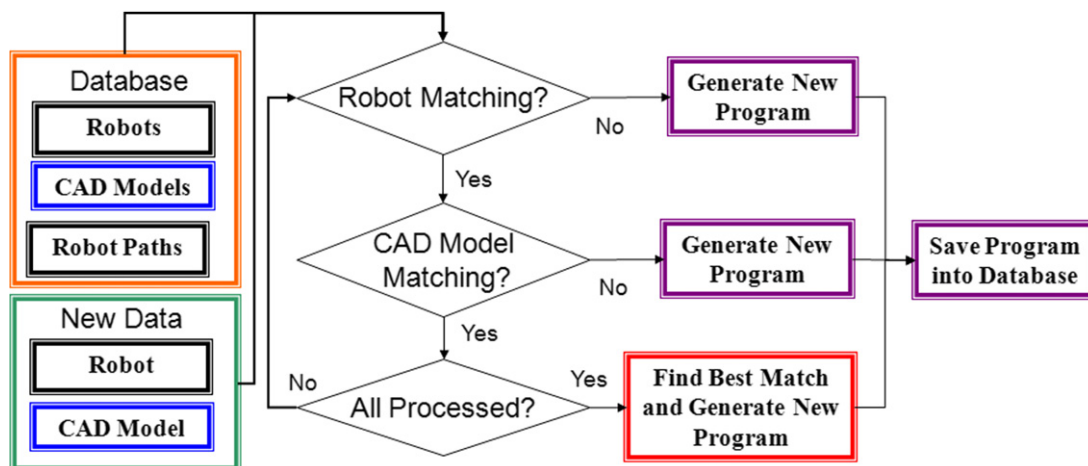 Database
Robots
CAD Models
Robot Paths
New Data
Robot
CAD Model
Robot Matching?
No
Generate New
Program
Yes
CAD Model
Matching?
No
Generate New
Program
Save Program
into Database
Yes
No
All Processed?
Yes
Find Best Match
and Generate New
Program